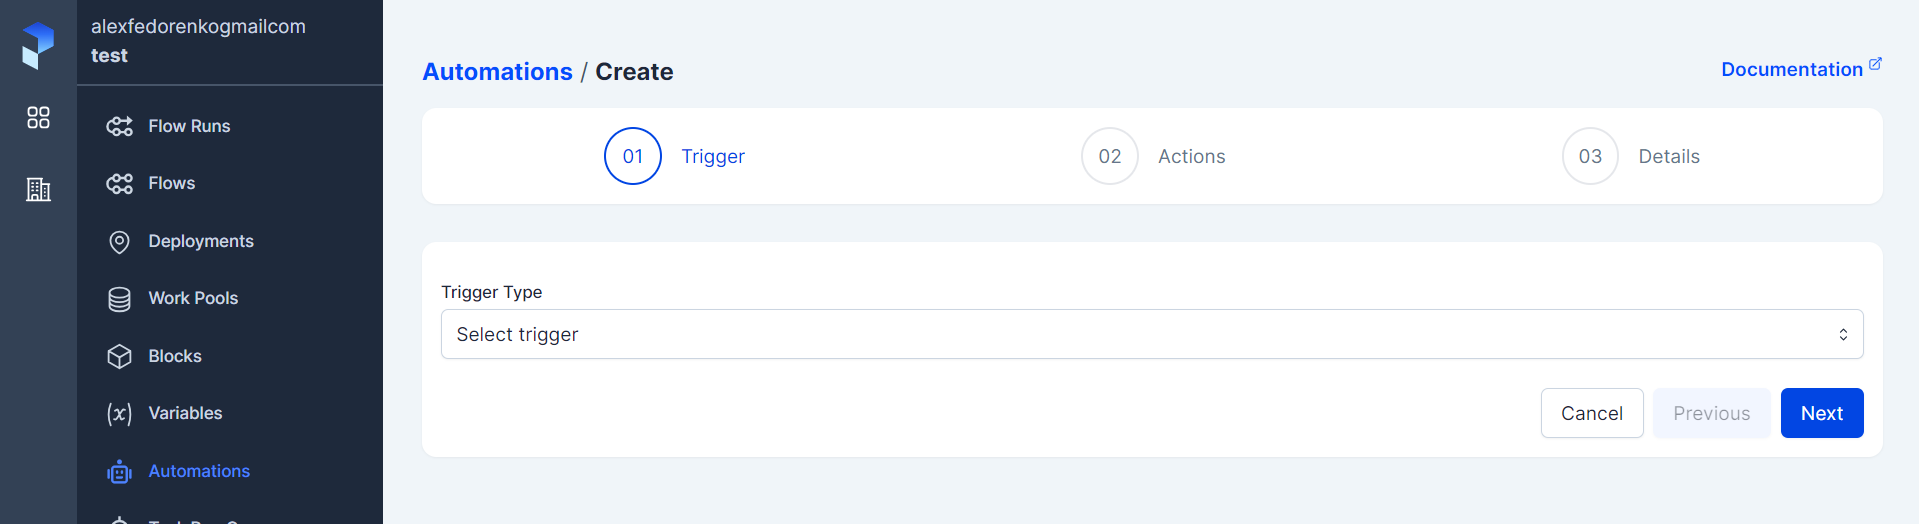 alexfedorenkogmailcom
test
Flow Runs
Flows
Deployments
Work Pools
Blocks
Variables
Automations
Automations / Create
Documentation
01 Trigger
02 Actions
03 Details
Trigger Type
Select trigger
Cancel
Previous
Next